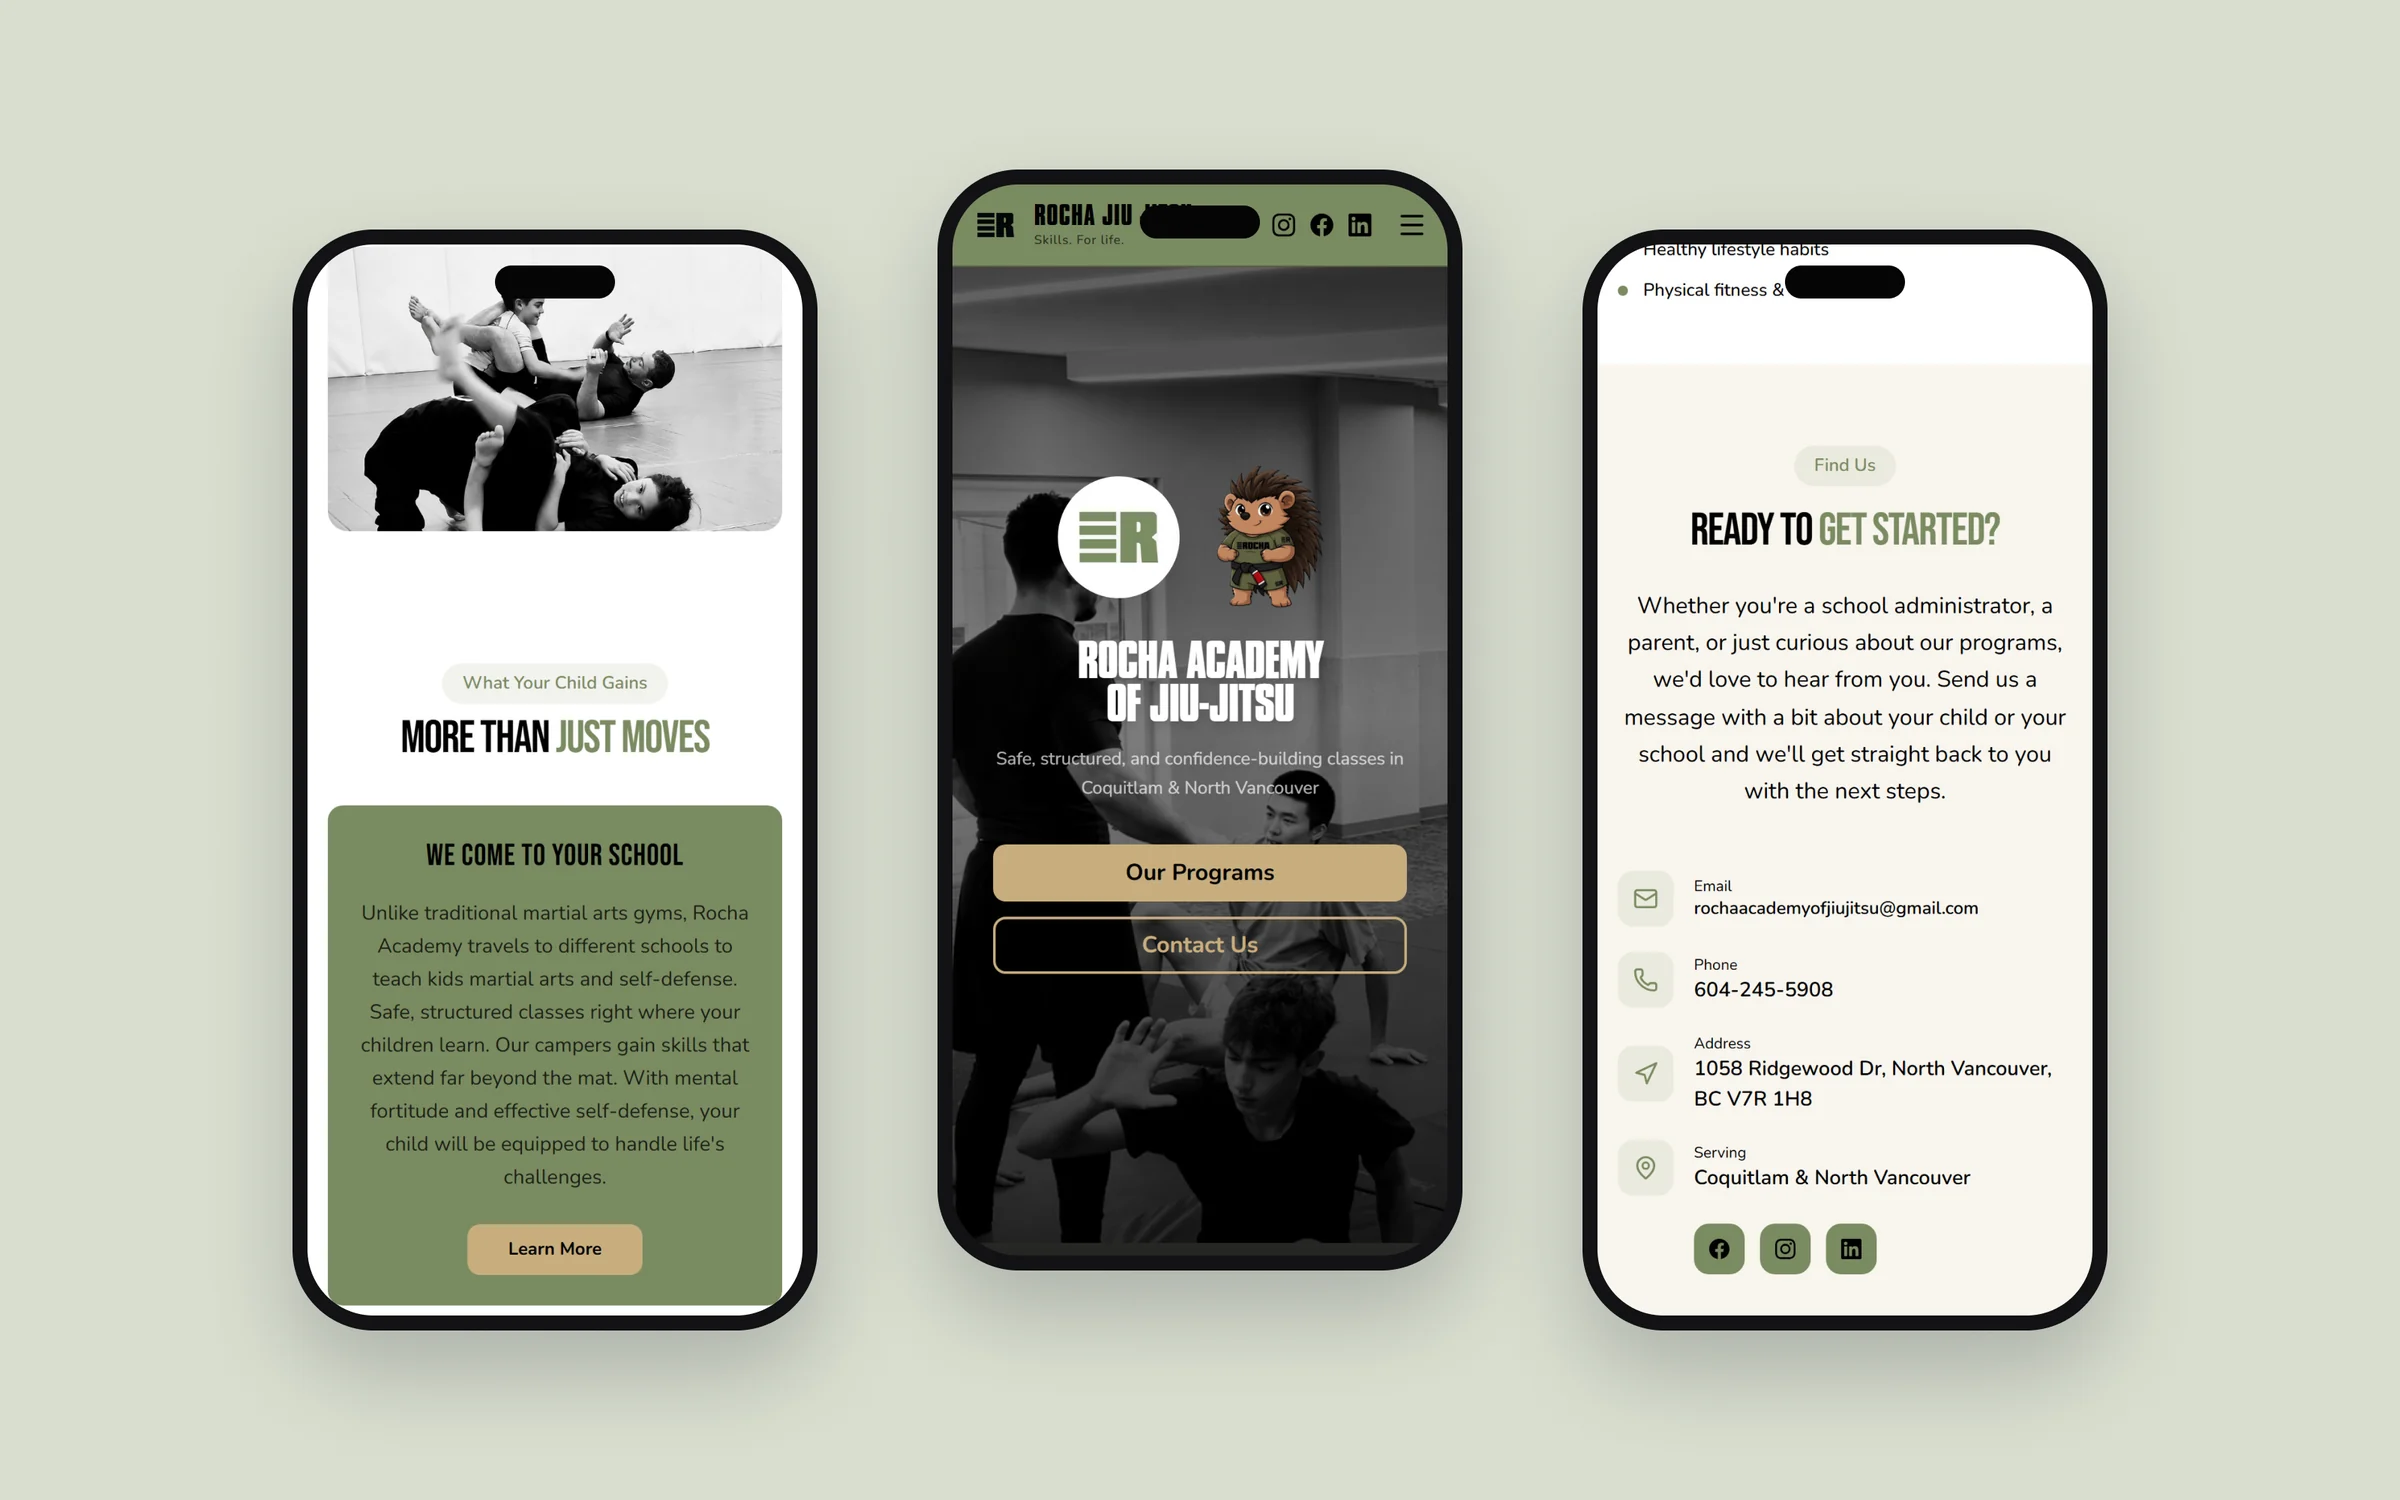 What Your Child Gains
MORE THAN JUST MOVES
WE COME TO YOUR SCHOOL
Unlike traditional martial arts gyms, Rocha
Academy travels to different schools to
teach kids martial arts and self-defense.
Safe, structured classes right where your
children learn. Our campers gain skills that
extend far beyond the mat. With mental
fortitude and effective self-defense, your
child will be equipped to handle life's
challenges.
Learn More
ER
ROCHA JIU
Skills. For life.
ER
ROCHA
ROCHA ACADEMY
OF JIU-JITSU
Safe, structured, and confidence-building classes in
Coquitlam & North Vancouver
Our Programs
Contact Us
Healthy lifestyle habits
Physical fitness &
Find Us
READY TO GET STARTED?
Whether you're a school administrator, a
parent, or just curious about our programs,
we'd love to hear from you. Send us a
message with a bit about your child or your
school and we'll get straight back to you
with the next steps.
Email
rochaacademyofjiujitsu@gmail.com
Phone
604-245-5908
Address
1058 Ridgewood Dr, North Vancouver,
BC V7R 1H8
Serving
Coquitlam & North Vancouver